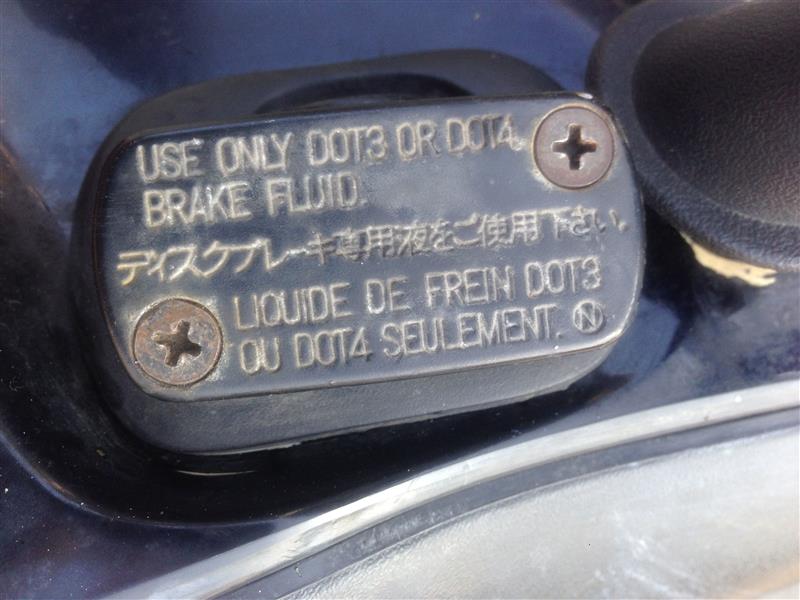 USE ONLY DOT3 OR DOT4
BRAKE FLUID.
ディスクブレーキ専用液をご使用下さい.
LIQUIDE DE FREIN DOT3
OU DOT4 SEULEMENT. Ⓝ